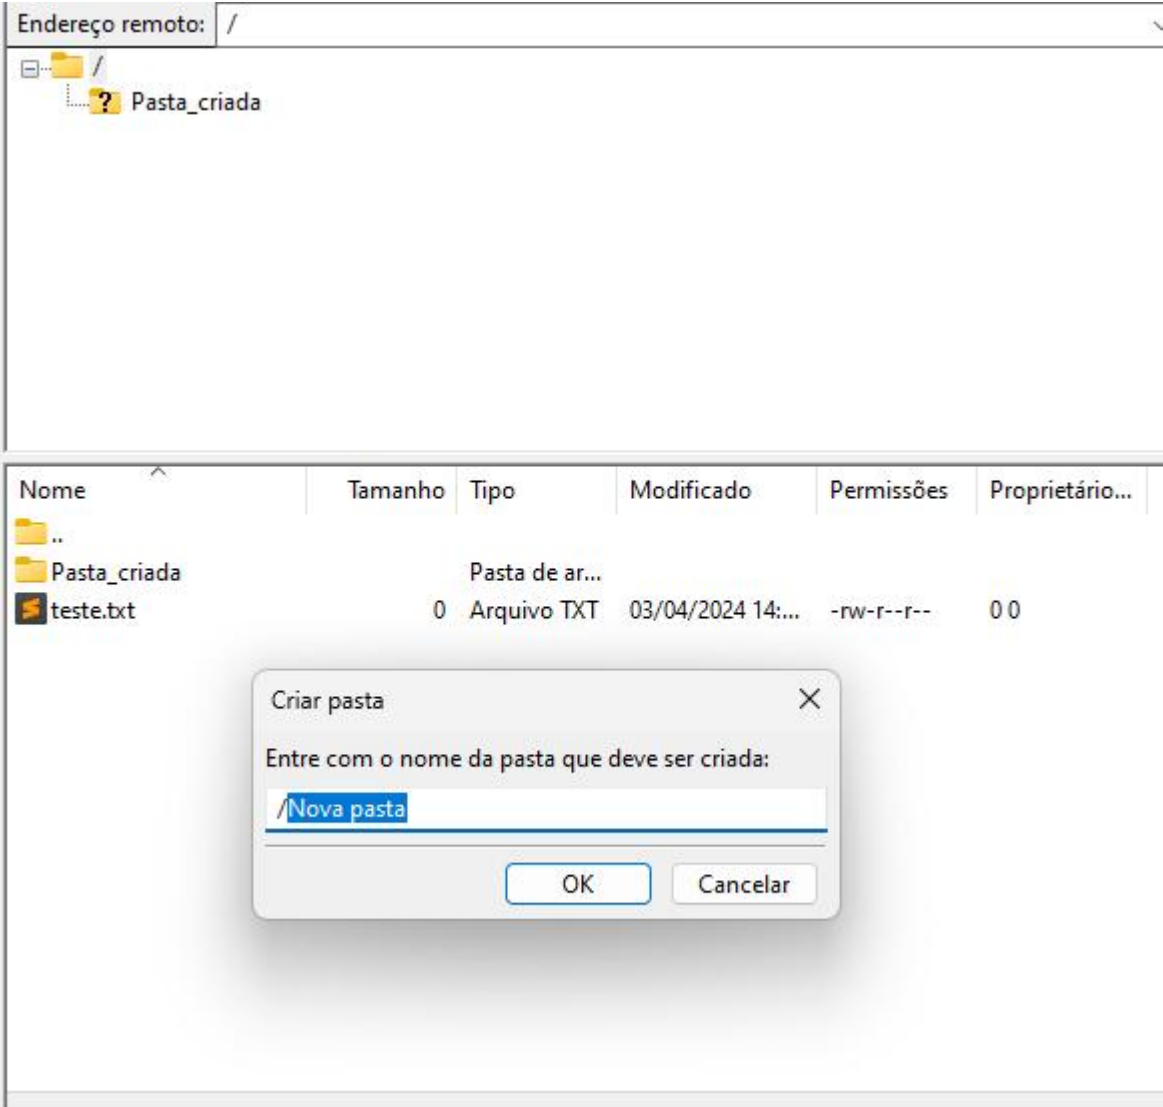 Endereço remoto: /
/
? Pasta_criada
Nome Tamanho Tipo Modificado Permissões Proprietário...
..
Pasta_criada Pasta de ar...
teste.txt 0 Arquivo TXT 03/04/2024 14:... -rw-r--r-- 0 0
Criar pasta
Entre com o nome da pasta que deve ser criada:
/Nova pasta
OK Cancelar